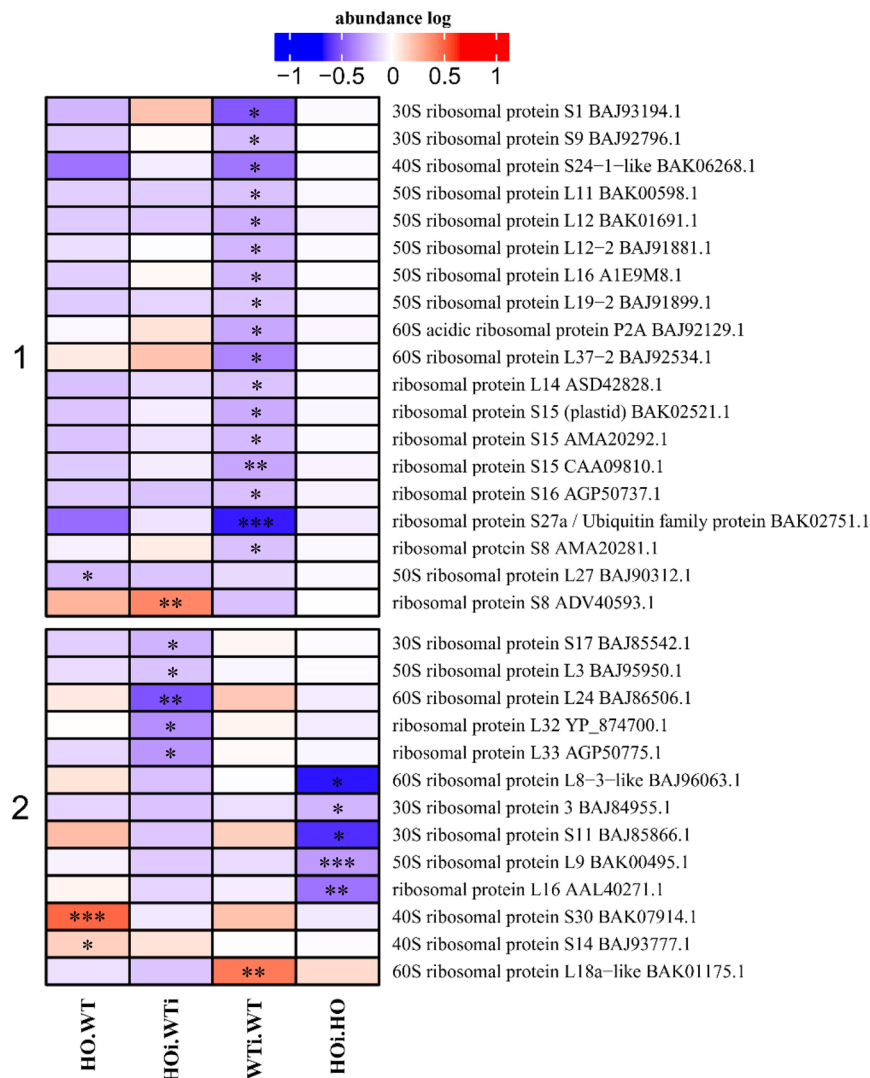 abundance log
−1 −0.5 0 0.5 1
1
* 30S ribosomal protein S1 BAJ93194.1
* 30S ribosomal protein S9 BAJ92796.1
* 40S ribosomal protein S24−1−like BAK06268.1
* 50S ribosomal protein L11 BAK00598.1
* 50S ribosomal protein L12 BAK01691.1
* 50S ribosomal protein L12−2 BAJ91881.1
* 50S ribosomal protein L16 A1E9M8.1
* 50S ribosomal protein L19−2 BAJ91899.1
* 60S acidic ribosomal protein P2A BAJ92129.1
* 60S ribosomal protein L37−2 BAJ92534.1
* ribosomal protein L14 ASD42828.1
* ribosomal protein S15 (plastid) BAK02521.1
* ribosomal protein S15 AMA20292.1
** ribosomal protein S15 CAA09810.1
* ribosomal protein S16 AGP50737.1
*** ribosomal protein S27a / Ubiquitin family protein BAK02751.1
* ribosomal protein S8 AMA20281.1
* 50S ribosomal protein L27 BAJ90312.1
** ribosomal protein S8 ADV40593.1
2
* 30S ribosomal protein S17 BAJ85542.1
* 50S ribosomal protein L3 BAJ95950.1
** 60S ribosomal protein L24 BAJ86506.1
* ribosomal protein L32 YP_874700.1
* ribosomal protein L33 AGP50775.1
* 60S ribosomal protein L8−3−like BAJ96063.1
* 30S ribosomal protein 3 BAJ84955.1
* 30S ribosomal protein S11 BAJ85866.1
*** 50S ribosomal protein L9 BAK00495.1
** ribosomal protein L16 AAL40271.1
*** 40S ribosomal protein S30 BAK07914.1
* 40S ribosomal protein S14 BAJ93777.1
** 60S ribosomal protein L18a−like BAK01175.1
HO.WT
HOi.WTi
WTi.WT
HOi.HO